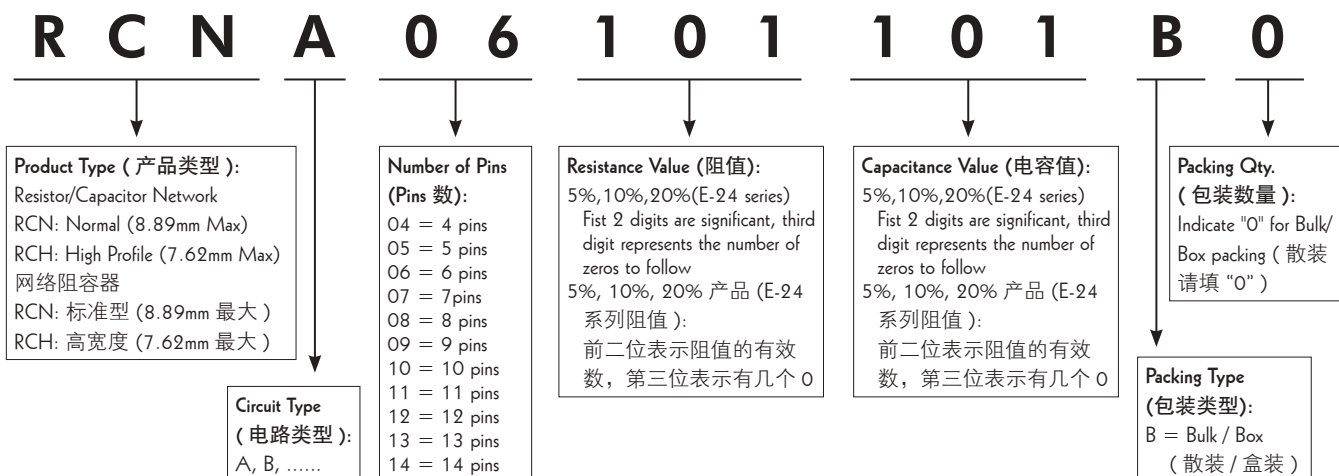 R C N A 0 6 1 0 1 1 0 1 B 0
Product Type ( 产品类型 ):
Resistor/Capacitor Network
RCN: Normal (8.89mm Max)
RCH: High Profile (7.62mm Max)
网络阻容器
RCN: 标准型 (8.89mm 最大 )
RCH: 高宽度 (7.62mm 最大 )
Circuit Type
( 电路类型 ):
A, B, ......
Number of Pins
(Pins 数):
04 = 4 pins
05 = 5 pins
06 = 6 pins
07 = 7pins
08 = 8 pins
09 = 9 pins
10 = 10 pins
11 = 11 pins
12 = 12 pins
13 = 13 pins
14 = 14 pins
Resistance Value (阻值):
5%,10%,20%(E-24 series)
Fist 2 digits are significant, third
digit represents the number of
zeros to follow
5%, 10%, 20% 产品 (E-24
系列阻值 ):
前二位表示阻值的有效
数，第三位表示有几个 0
Capacitance Value (电容值):
5%,10%,20%(E-24 series)
Fist 2 digits are significant, third
digit represents the number of
zeros to follow
5%, 10%, 20% 产品 (E-24
系列阻值 ):
前二位表示阻值的有效
数，第三位表示有几个 0
Packing Qty.
( 包装数量 ):
Indicate "0" for Bulk/
Box packing ( 散装
请填 “0” )
Packing Type
(包装类型):
B = Bulk / Box
( 散装 / 盒装 )